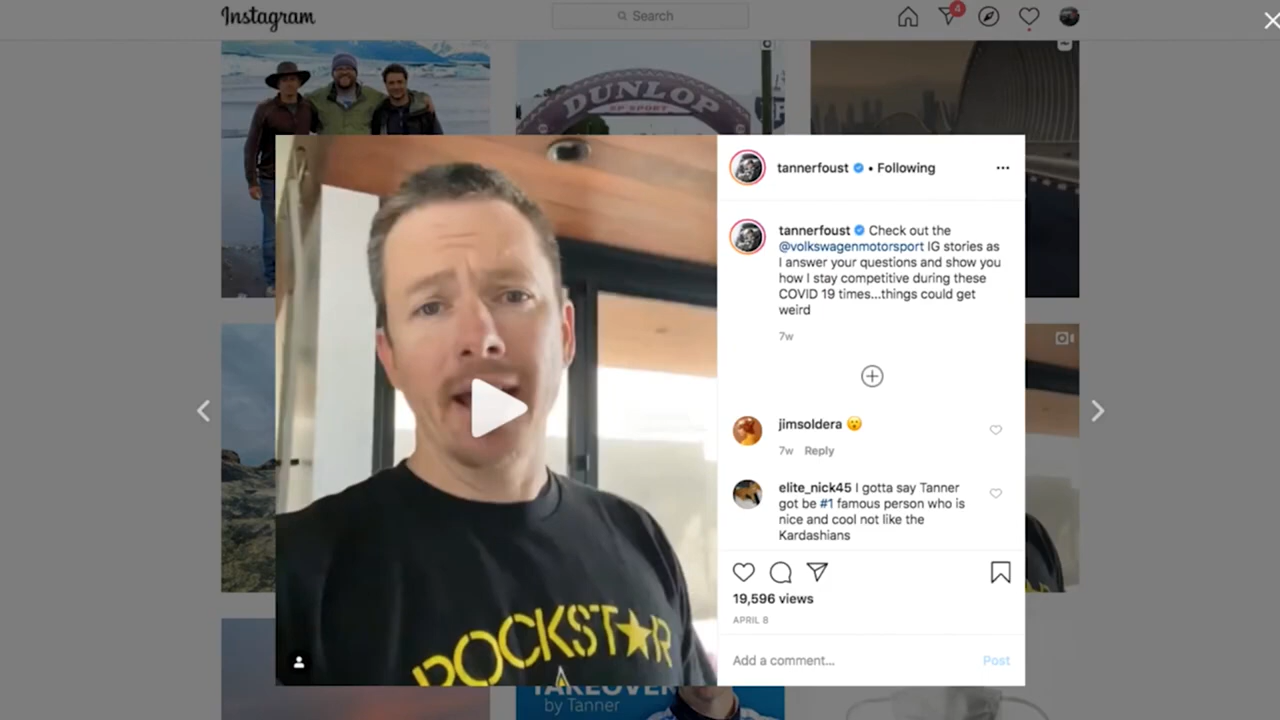 Instagram
Search
4
DUNLOP
SP SPORT
tannerfoust • Following
tannerfoust Check out the
@volkswagenmotorsport IG stories as
I answer your questions and show you
how I stay competitive during these
COVID 19 times...things could get
weird
7w
jimsoldera 😮
7w Reply
elite_nick45 I gotta say Tanner
got be #1 famous person who is
nice and cool not like the
Kardashians
ROCKSTAR
19,596 views
APRIL 8
Add a comment... Post
TAKEOVER
by Tanner